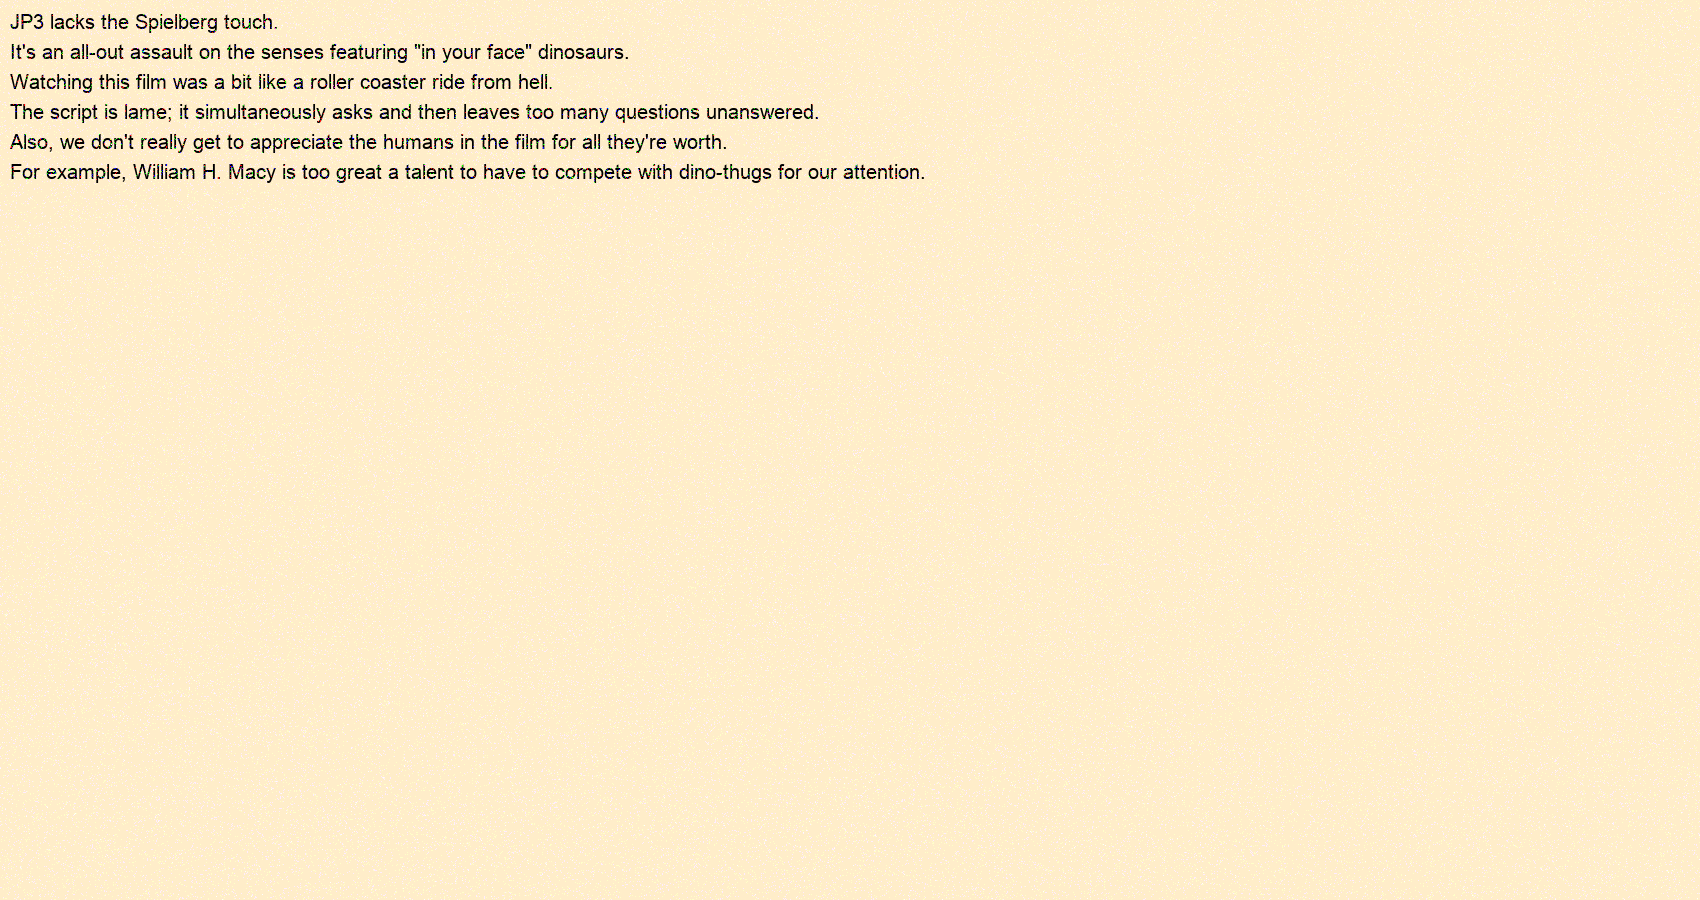 JP3 lacks the Spielberg touch.
It's an all-out assault on the senses featuring "in your face" dinosaurs.
Watching this film was a bit like a roller coaster ride from hell.
The script is lame; it simultaneously asks and then leaves too many questions unanswered.
Also, we don't really get to appreciate the humans in the film for all they're worth.
For example, William H. Macy is too great a talent to have to compete with dino-thugs for our attention.